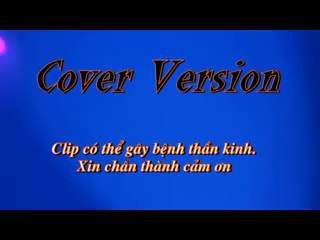 Cover Version
Clip có thể gây bệnh thần kinh.
Xin chân thành cảm ơn